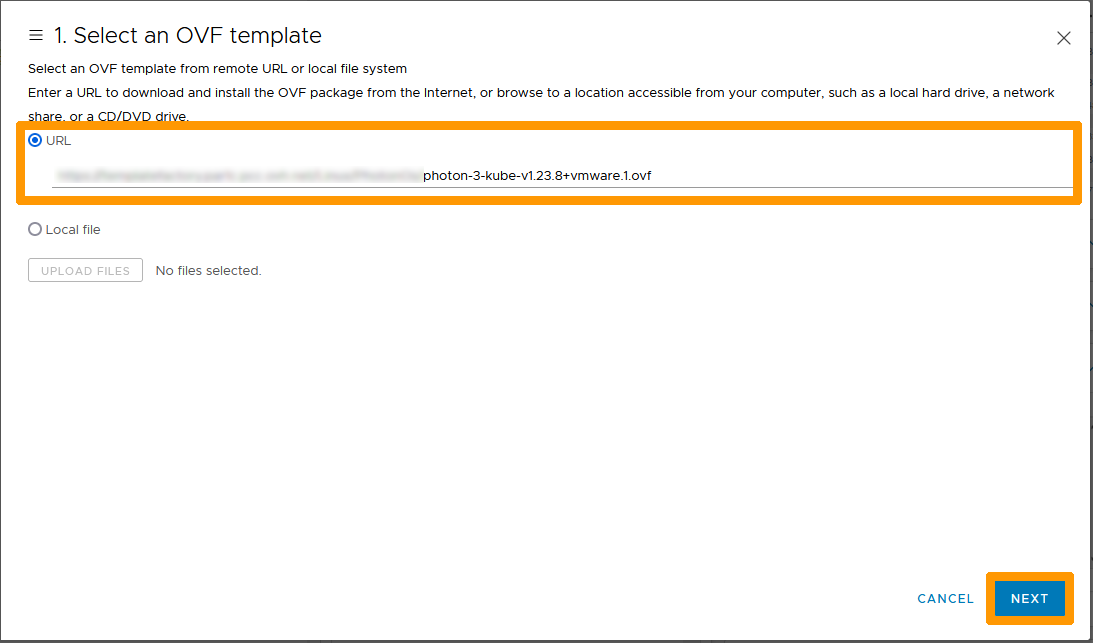 1. Select an OVF template
Select an OVF template from remote URL or local file system
Enter a URL to download and install the OVF package from the Internet, or browse to a location accessible from your computer, such as a local hard drive, a network
share, or a CD/DVD drive.
URL
photon-3-kube-v1.23.8+vmware.1.ovf
Local file
UPLOAD FILES No files selected.
CANCEL NEXT